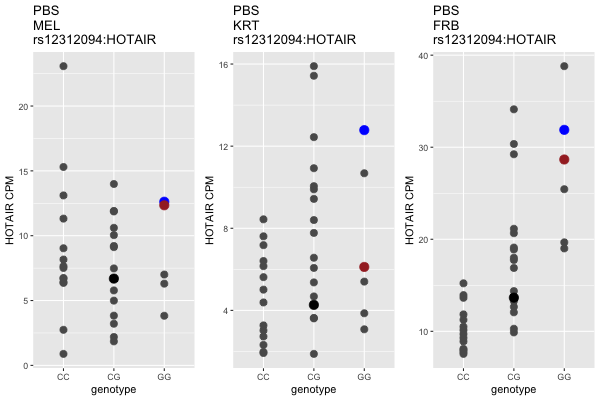 PBS
MEL
rs12312094:HOTAIR
HOTAIR CPM
20
15
10
5
0
CC CG GG
genotype
PBS
KRT
rs12312094:HOTAIR
HOTAIR CPM
16
12
8
4
CC CG GG
genotype
PBS
FRB
rs12312094:HOTAIR
HOTAIR CPM
40
30
20
10
CC CG GG
genotype